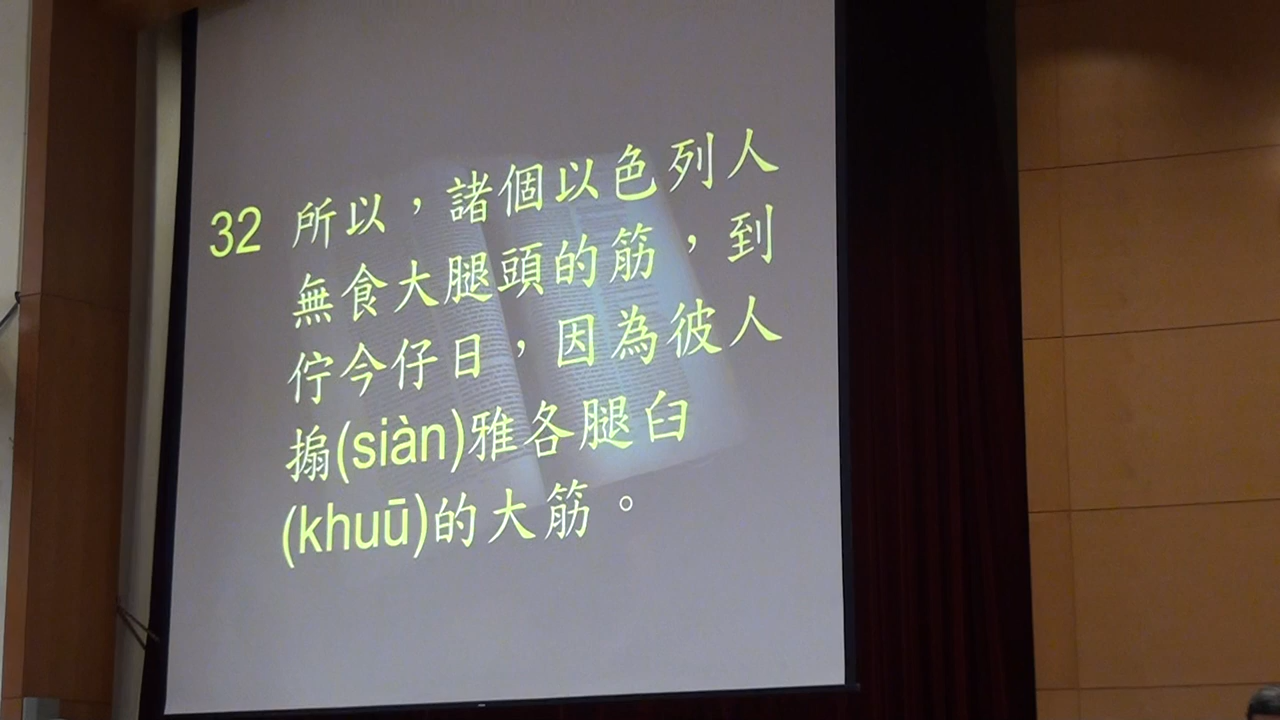 32 所以，諸個以色列人
無食大腿頭的筋，到
佇今仔日，因為彼人
搧(siàn)雅各腿臼
(khuū)的大筋。